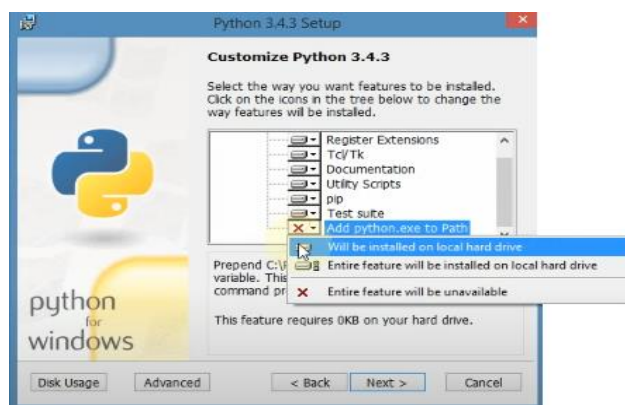 Python 3.4.3 Setup
Customize Python 3.4.3
Select the way you want features to be installed.
Click on the icons in the tree below to change the
way features will be installed.
Register Extensions
Tcl/Tk
Documentation
Utility Scripts
pip
Test suite
Add python.exe to Path
Will be installed on local hard drive
Entire feature will be installed on local hard drive
Entire feature will be unavailable
Prepend C:\
variable. This
command pr
This feature requires 0KB on your hard drive.
python
for
windows
Disk Usage
Advanced
< Back
Next >
Cancel